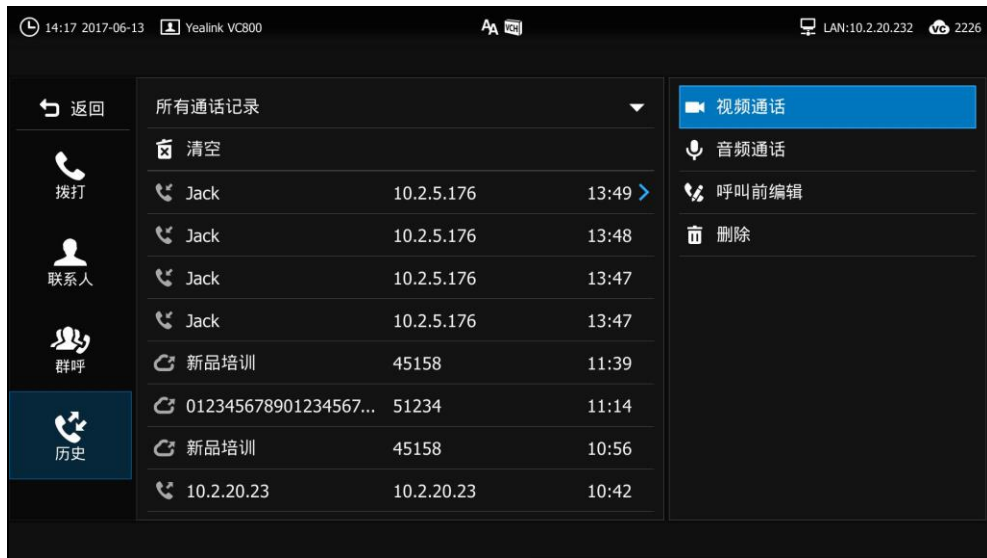 14:17 2017-06-13 Yealink VC800 AA VCH LAN:10.2.20.232 VC 2226
返回
拨打
联系人
群呼
历史
所有通话记录
清空
Jack 10.2.5.176 13:49
Jack 10.2.5.176 13:48
Jack 10.2.5.176 13:47
Jack 10.2.5.176 13:47
新品培训 45158 11:39
012345678901234567... 51234 11:14
新品培训 45158 10:56
10.2.20.23 10.2.20.23 10:42
视频通话
音频通话
呼叫前编辑
删除